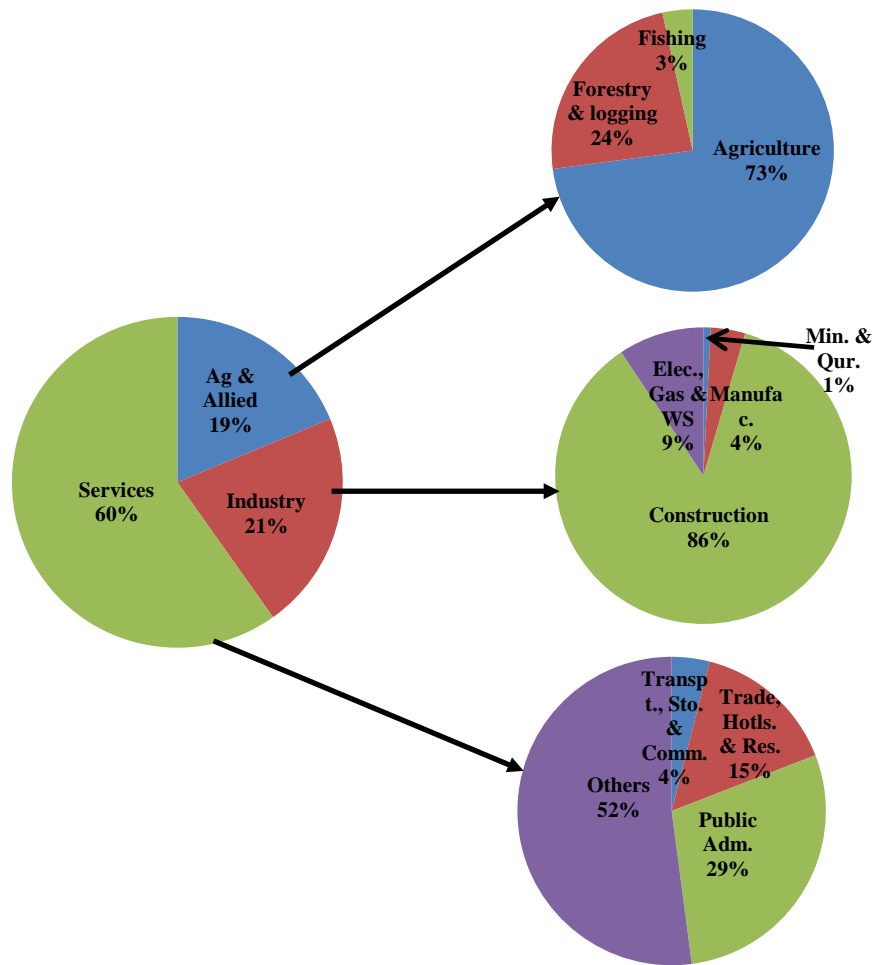 Fishing
3%
Forestry
& logging
24%
Agriculture
73%
Ag &
Allied
19%
Services
60%
Industry
21%
Min. &
Qur.
1%
Elec.,
Gas &
WS
9%
Manufa
c.
4%
Construction
86%
Transp
t., Sto.
&
Comm.
4%
Trade,
Hotls.
& Res.
15%
Others
52%
Public
Adm.
29%